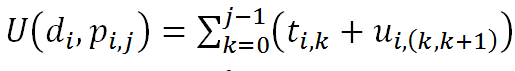 U(d_i, p_{i,j}) = ∑_{k=0}^{j−1}(t_{i,k} + u_{i,(k,k+1)})